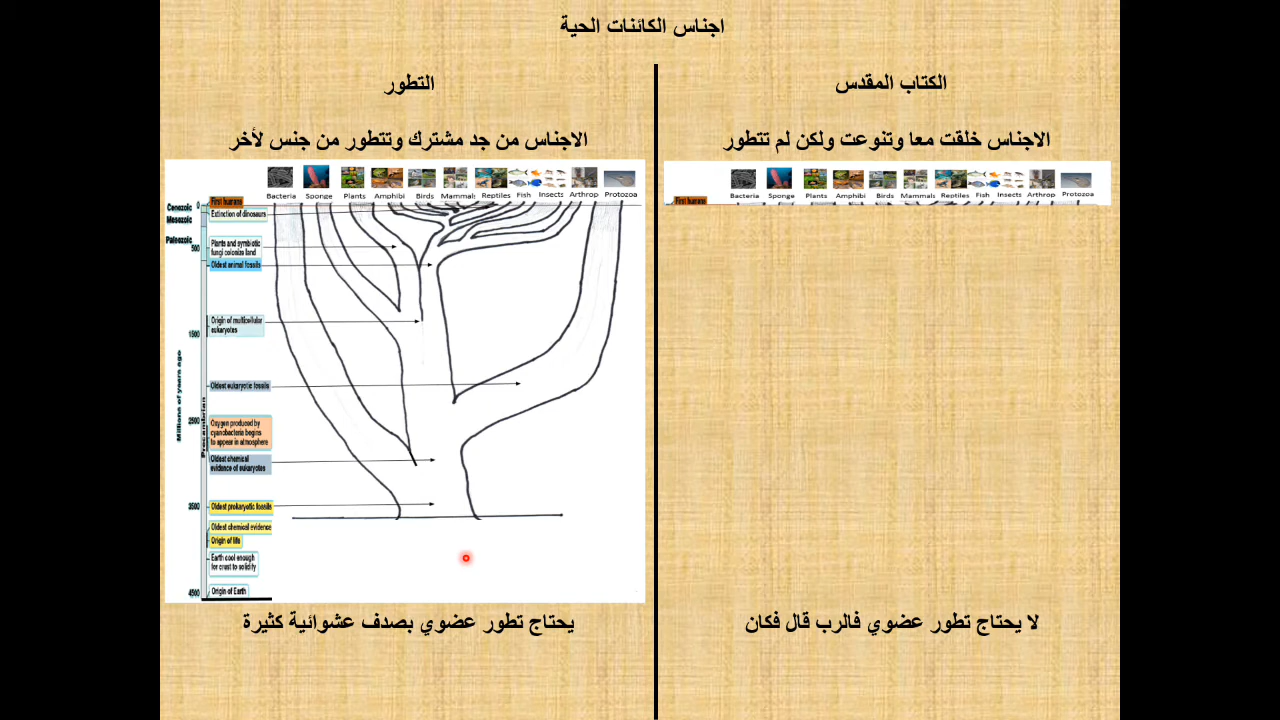 اجناس الكائنات الحية
الكتاب المقدس
الاجناس خلقت معا وتنوعت ولكن لم تتطور
Bacteria Sponge Plants Amphibi Birds Mammals Reptiles Fish Insects Arthrop Protozoa
First humans
لا يحتاج تطور عضوي فالرب قال فكان
التطور
الاجناس من جد مشترك وتتطور من جنس لأخر
Bacteria Sponge Plants Amphibi Birds Mammals Reptiles Fish Insects Arthrop Protozoa
Cenozoic 0 First humans
Mesozoic Extinction of dinosaurs
Paleozoic
500
Plants and symbiotic
fungi colonize land
Oldest animal fossils
Origin of multicellular
eukaryotes
1500
Millions of years ago
Precambrian
Oldest eukaryotic fossils
2500
Oxygen produced by
cyanobacteria begins
to appear in atmosphere
Oldest chemical
evidence of eukaryotes
3500 Oldest prokaryotic fossils
Oldest chemical evidence
Origin of life
Earth cool enough
for crust to solidify
4500 Origin of Earth
يحتاج تطور عضوي بصدف عشوائية كثيرة